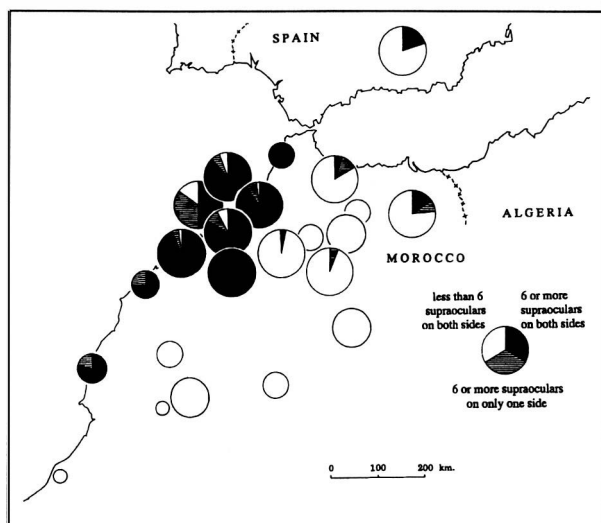 SPAIN
ALGERIA
MOROCCO
less than 6
supraoculars
on both sides
6 or more
supraoculars
on both sides
6 or more supraoculars
on only one side
0 100 200 km.